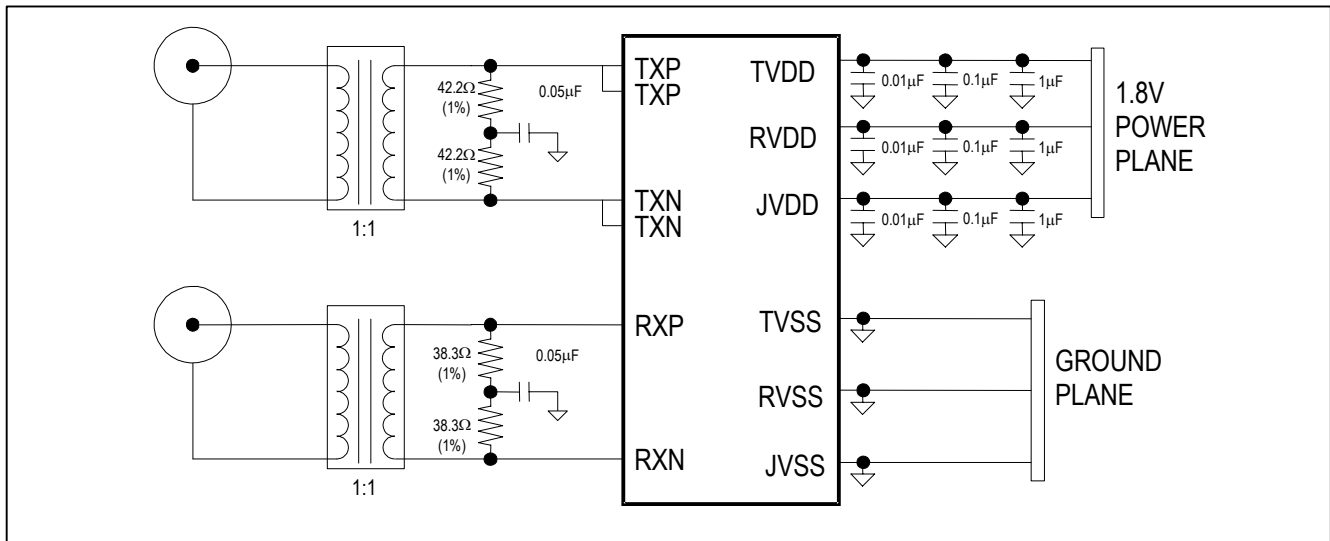 42.2Ω
(1%)
0.05µF
42.2Ω
(1%)
1:1
TXP
TXP
TXN
TXN
TVDD
0.01µF
0.1µF
1µF
RVDD
0.01µF
0.1µF
1µF
JVDD
0.01µF
0.1µF
1µF
1.8V
POWER
PLANE
38.3Ω
(1%)
0.05µF
38.3Ω
(1%)
1:1
RXP
RXN
TVSS
RVSS
JVSS
GROUND
PLANE